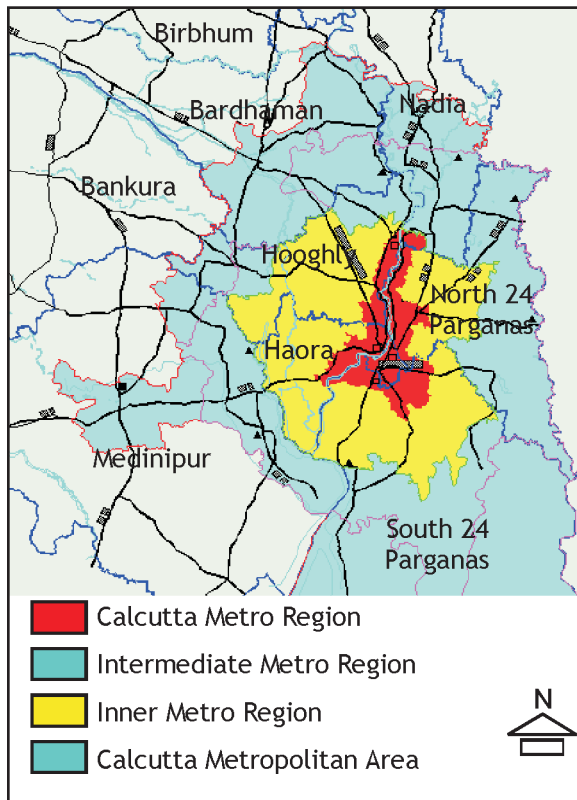 Birbhum
Bardhaman
Nadia
Bankura
Hooghly
North 24
Parganas
Haora
Medinipur
South 24
Parganas
Calcutta Metro Region
Intermediate Metro Region
Inner Metro Region
Calcutta Metropolitan Area
N